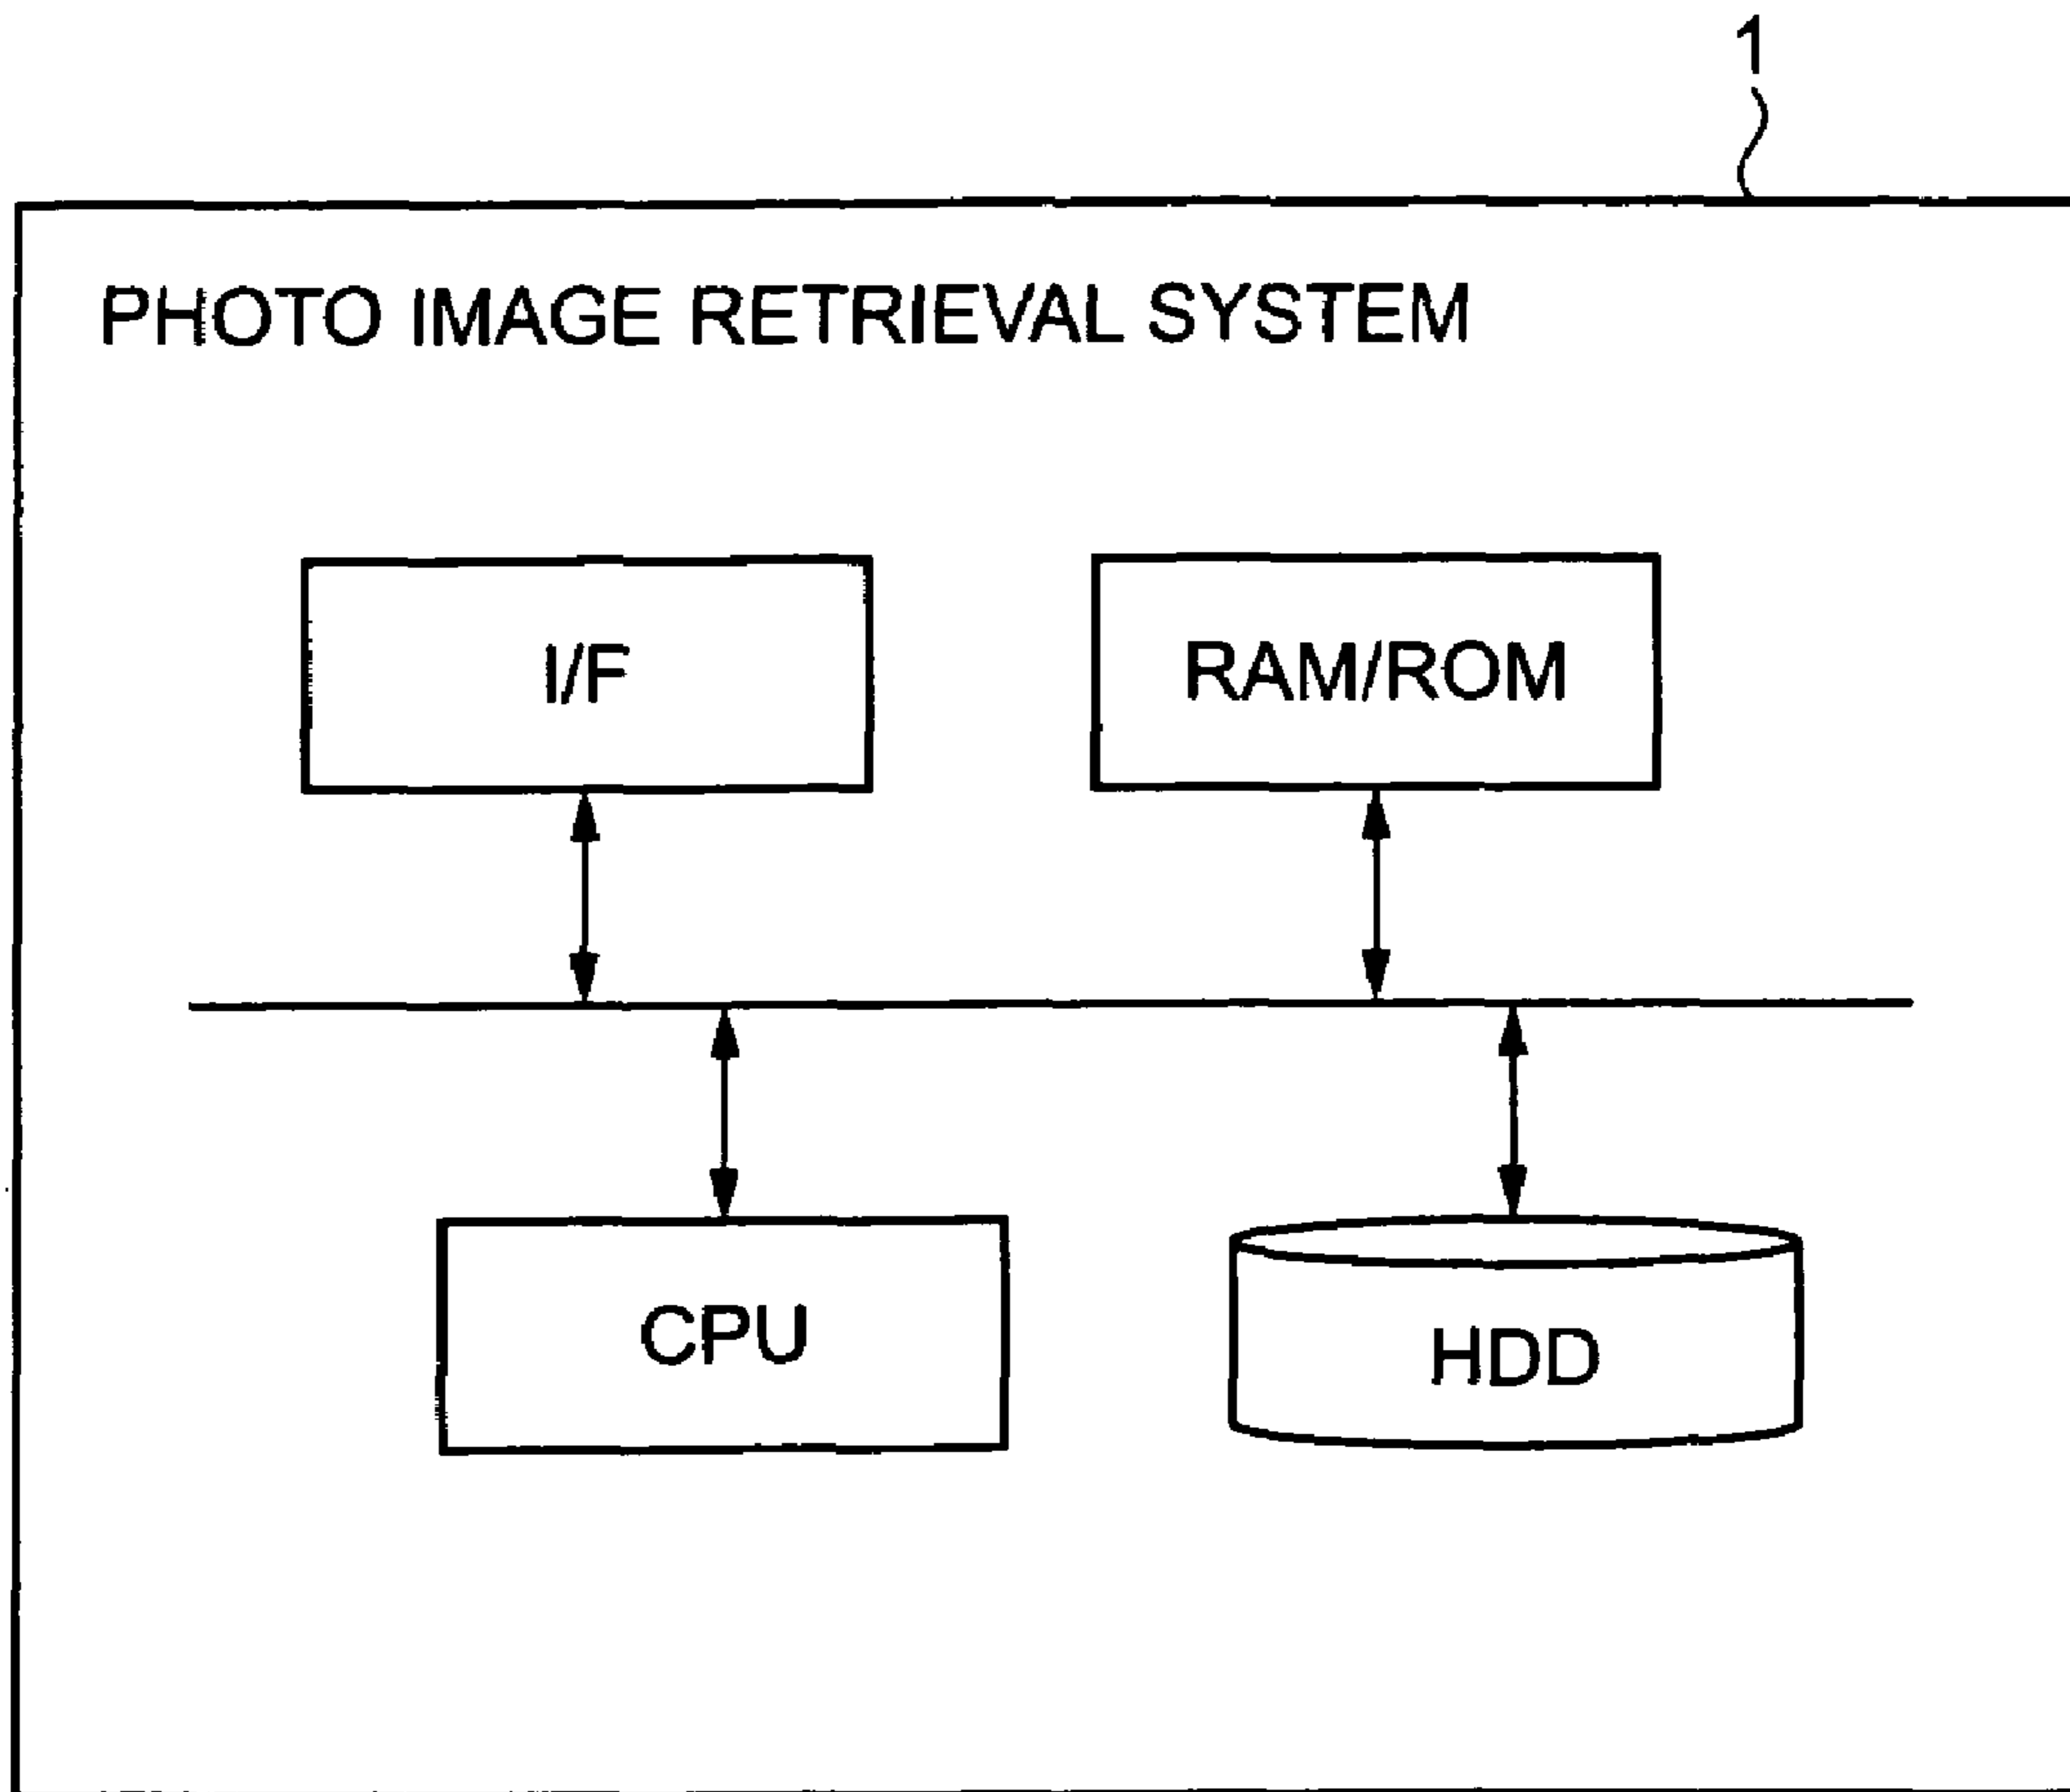 1
PHOTO IMAGE RETRIEVAL SYSTEM
I/F
RAM/ROM
CPU
HDD